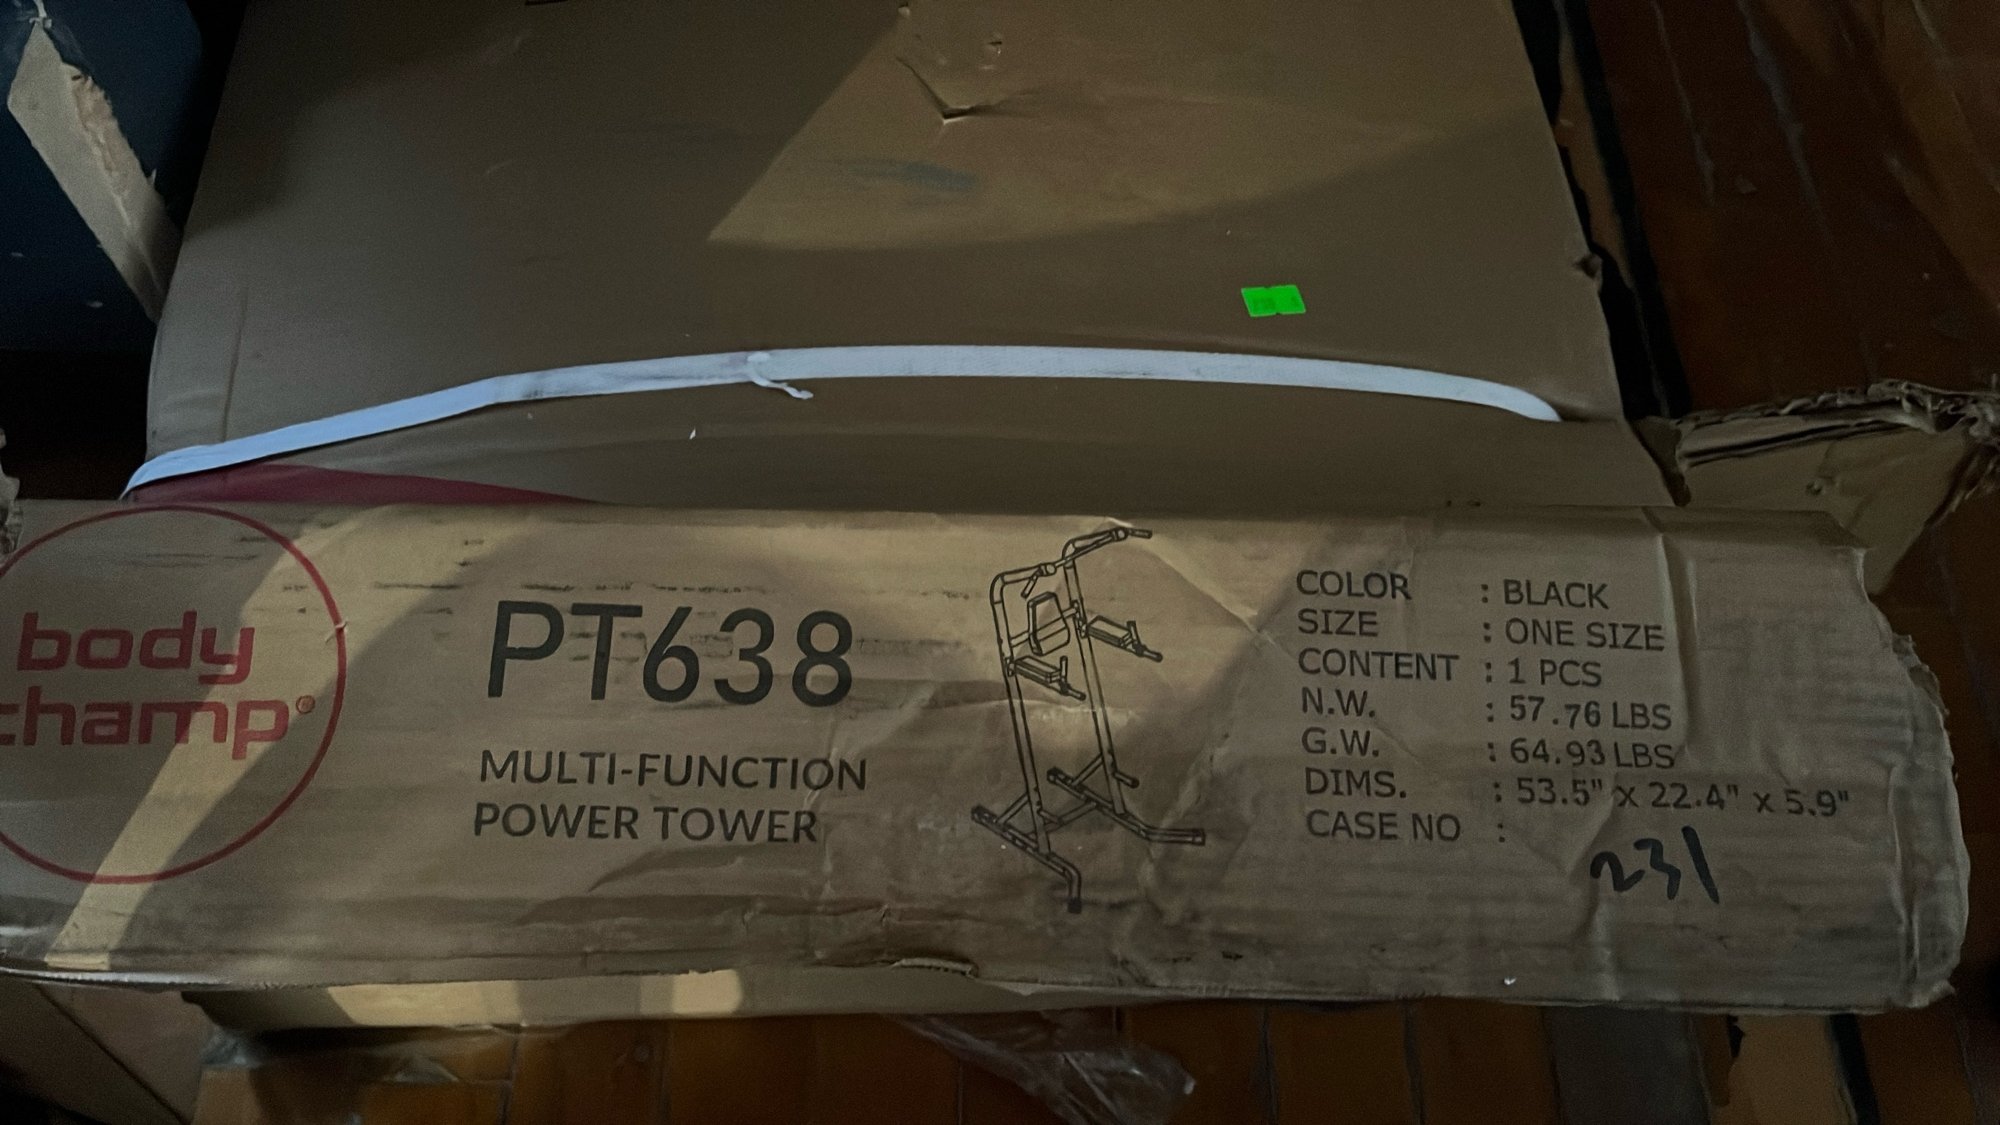 body
champ®
PT638
MULTI-FUNCTION
POWER TOWER
COLOR : BLACK
SIZE : ONE SIZE
CONTENT : 1 PCS
N.W. : 57.76 LBS
G.W. : 64.93 LBS
DIMS. : 53.5" x 22.4" x 5.9"
CASE NO :
231